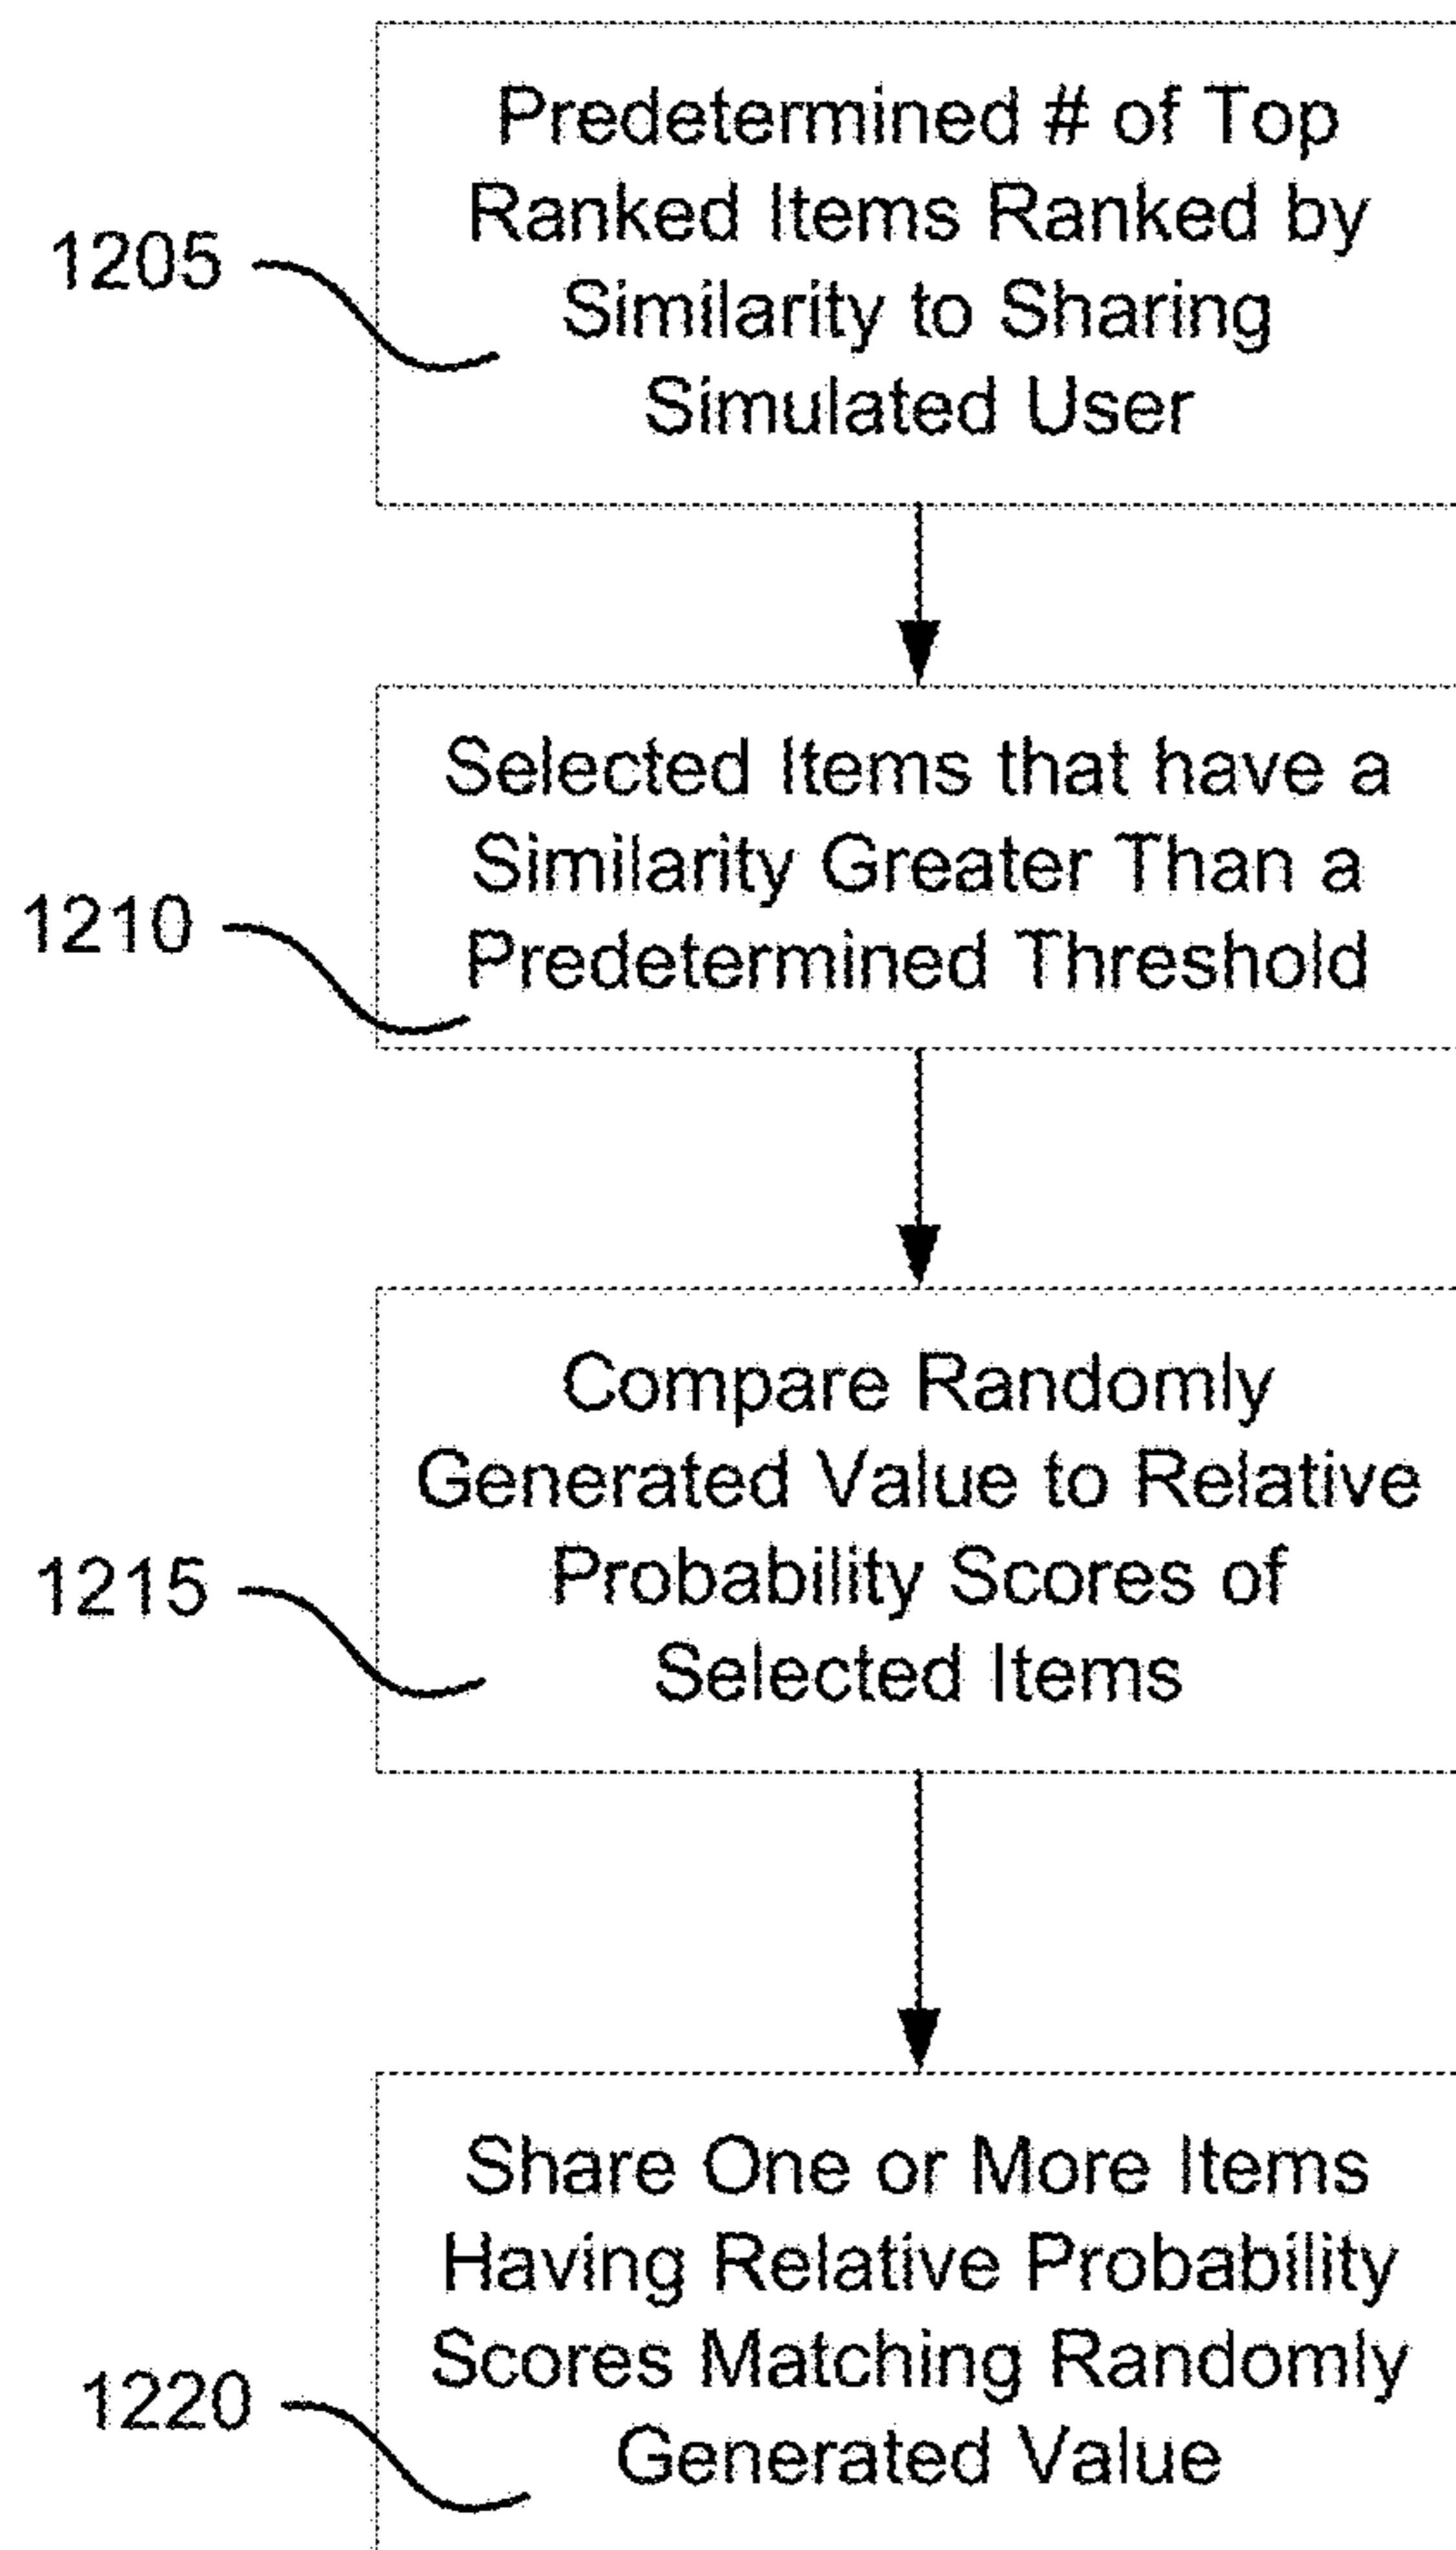 Predetermined # of Top
Ranked Items Ranked by
Similarity to Sharing
Simulated User
1205
Selected Items that have a
Similarity Greater Than a
Predetermined Threshold
1210
Compare Randomly
Generated Value to Relative
Probability Scores of
Selected Items
1215
Share One or More Items
Having Relative Probability
Scores Matching Randomly
Generated Value
1220